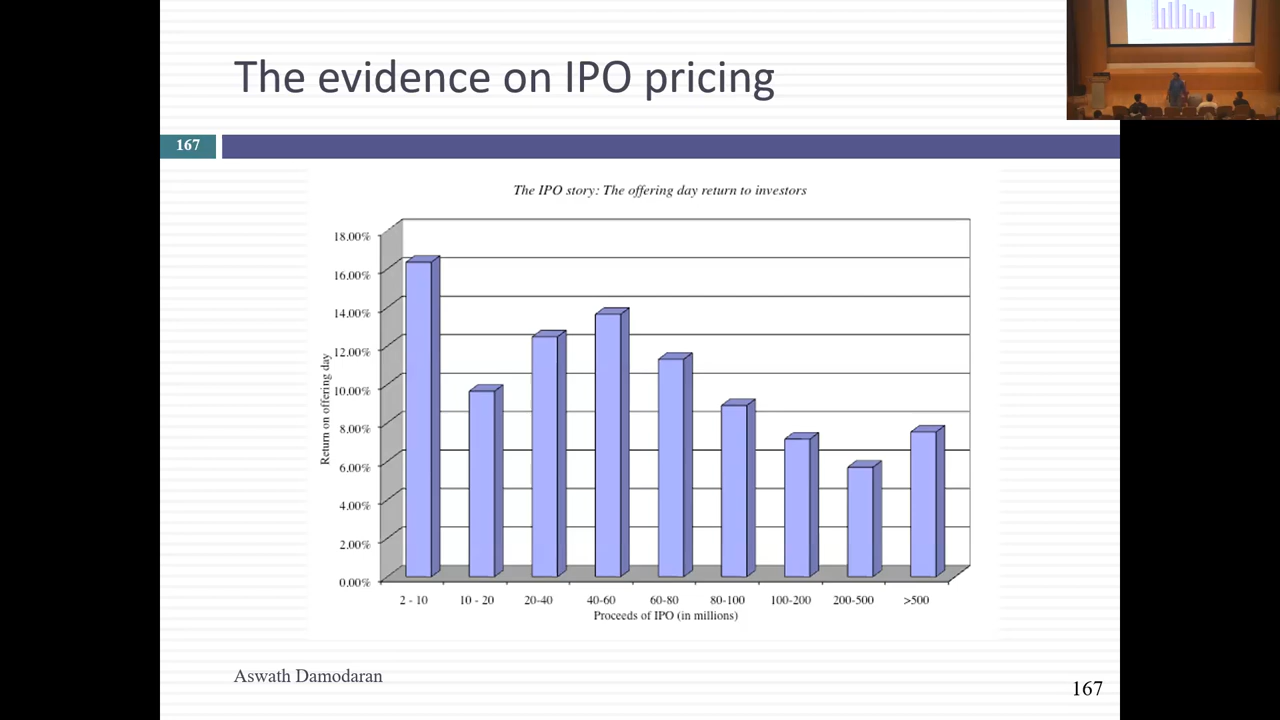 The evidence on IPO pricing
167
The IPO story: The offering day return to investors
18.00%
16.00%
14.00%
12.00%
10.00%
8.00%
6.00%
4.00%
2.00%
0.00%
Return on offering day
2 - 10
10 - 20
20-40
40-60
60-80
80-100
100-200
200-500
>500
Proceeds of IPO (in millions)
Aswath Damodaran
167